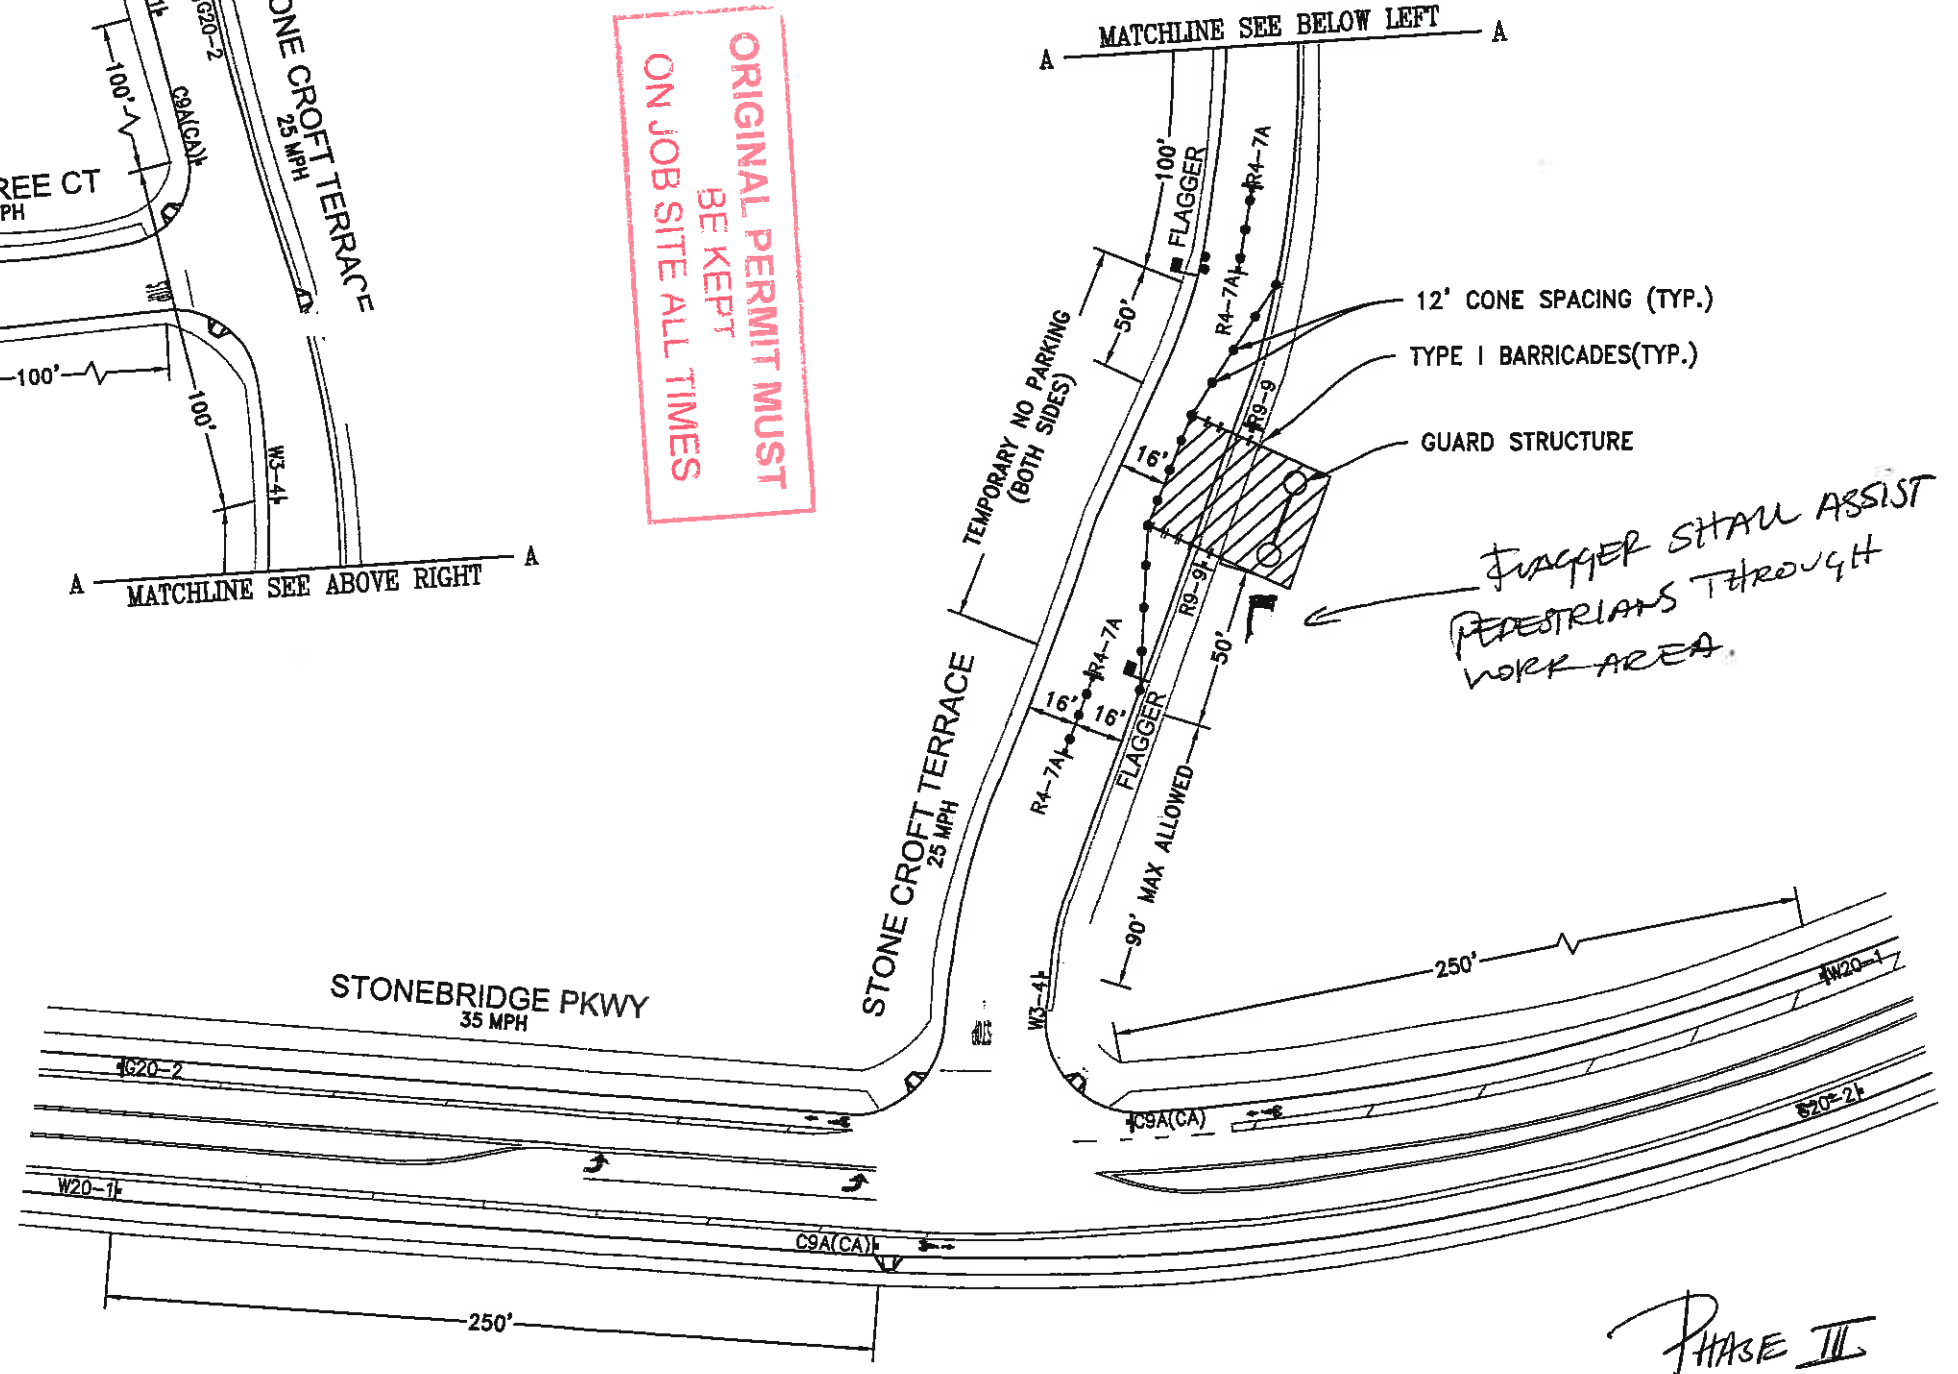 100'
G20-2
C9A(CA)
ONE CROFT TERRACE
25 MPH
REE CT
PH
100'
100'
W3-4
A A
MATCHLINE SEE ABOVE RIGHT
ORIGINAL PERMIT MUST
BE KEPT
ON JOB SITE ALL TIMES
MATCHLINE SEE BELOW LEFT
A A
100'
FLAGGER
R4-7A
R4-7A
50'
TEMPORARY NO PARKING
(BOTH SIDES)
12' CONE SPACING (TYP.)
TYPE I BARRICADES(TYP.)
R9-9
GUARD STRUCTURE
16'
R9-9
FLAGGER SHALL ASSIST
PEDESTRIANS THROUGH
WORK AREA.
50'
R4-7A
16'
16'
R4-7A
FLAGGER
90' MAX ALLOWED
STONE CROFT TERRACE
25 MPH
W3-4
STOP
250'
W20-1
STONEBRIDGE PKWY
35 MPH
G20-2
C9A(CA)
G20-2
W20-1
C9A(CA)
250'
PHASE III